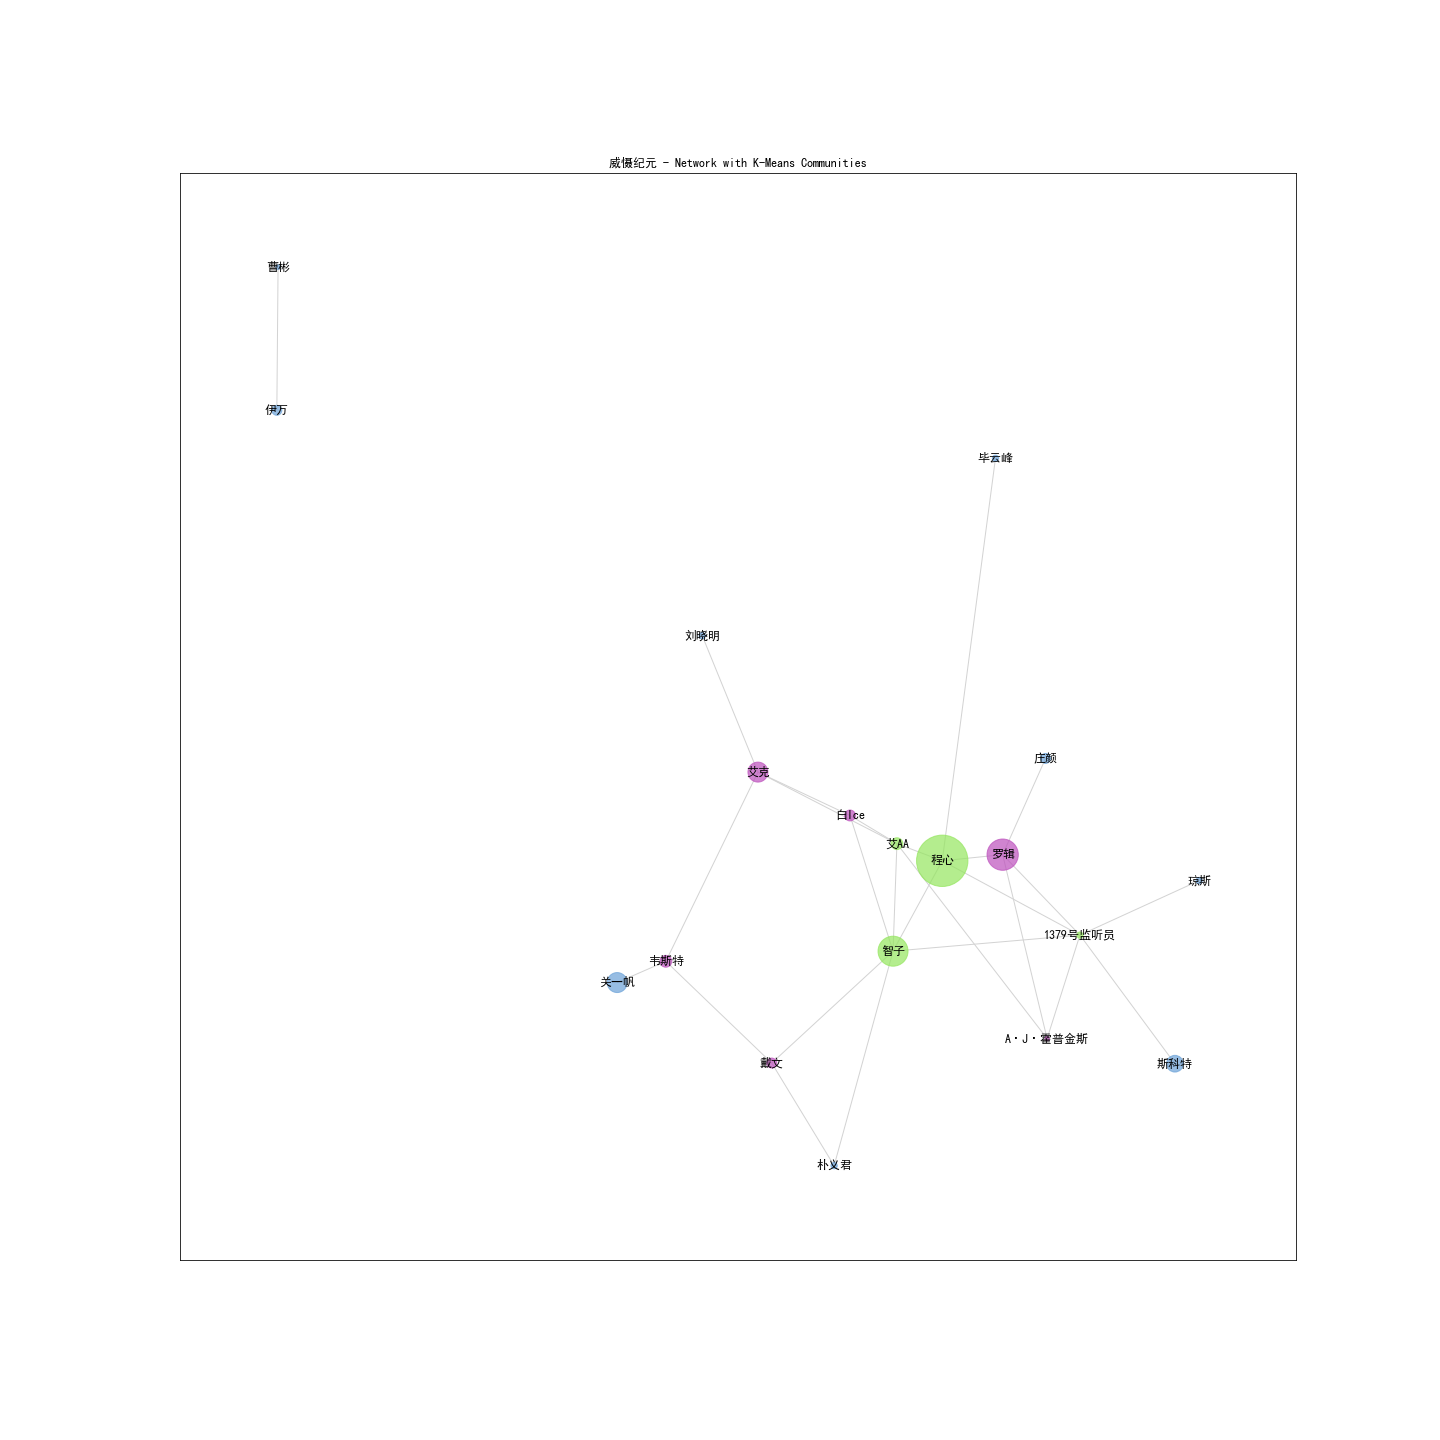 威慑纪元 - Network with K-Means Communities
曹彬
伊万
毕云峰
刘晓明
庄颜
艾克
白Ice
艾AA
程心
罗辑
琼斯
1379号监听员
智子
韦斯特
关一帆
A·J·霍普金斯
戴文
斯科特
朴义君